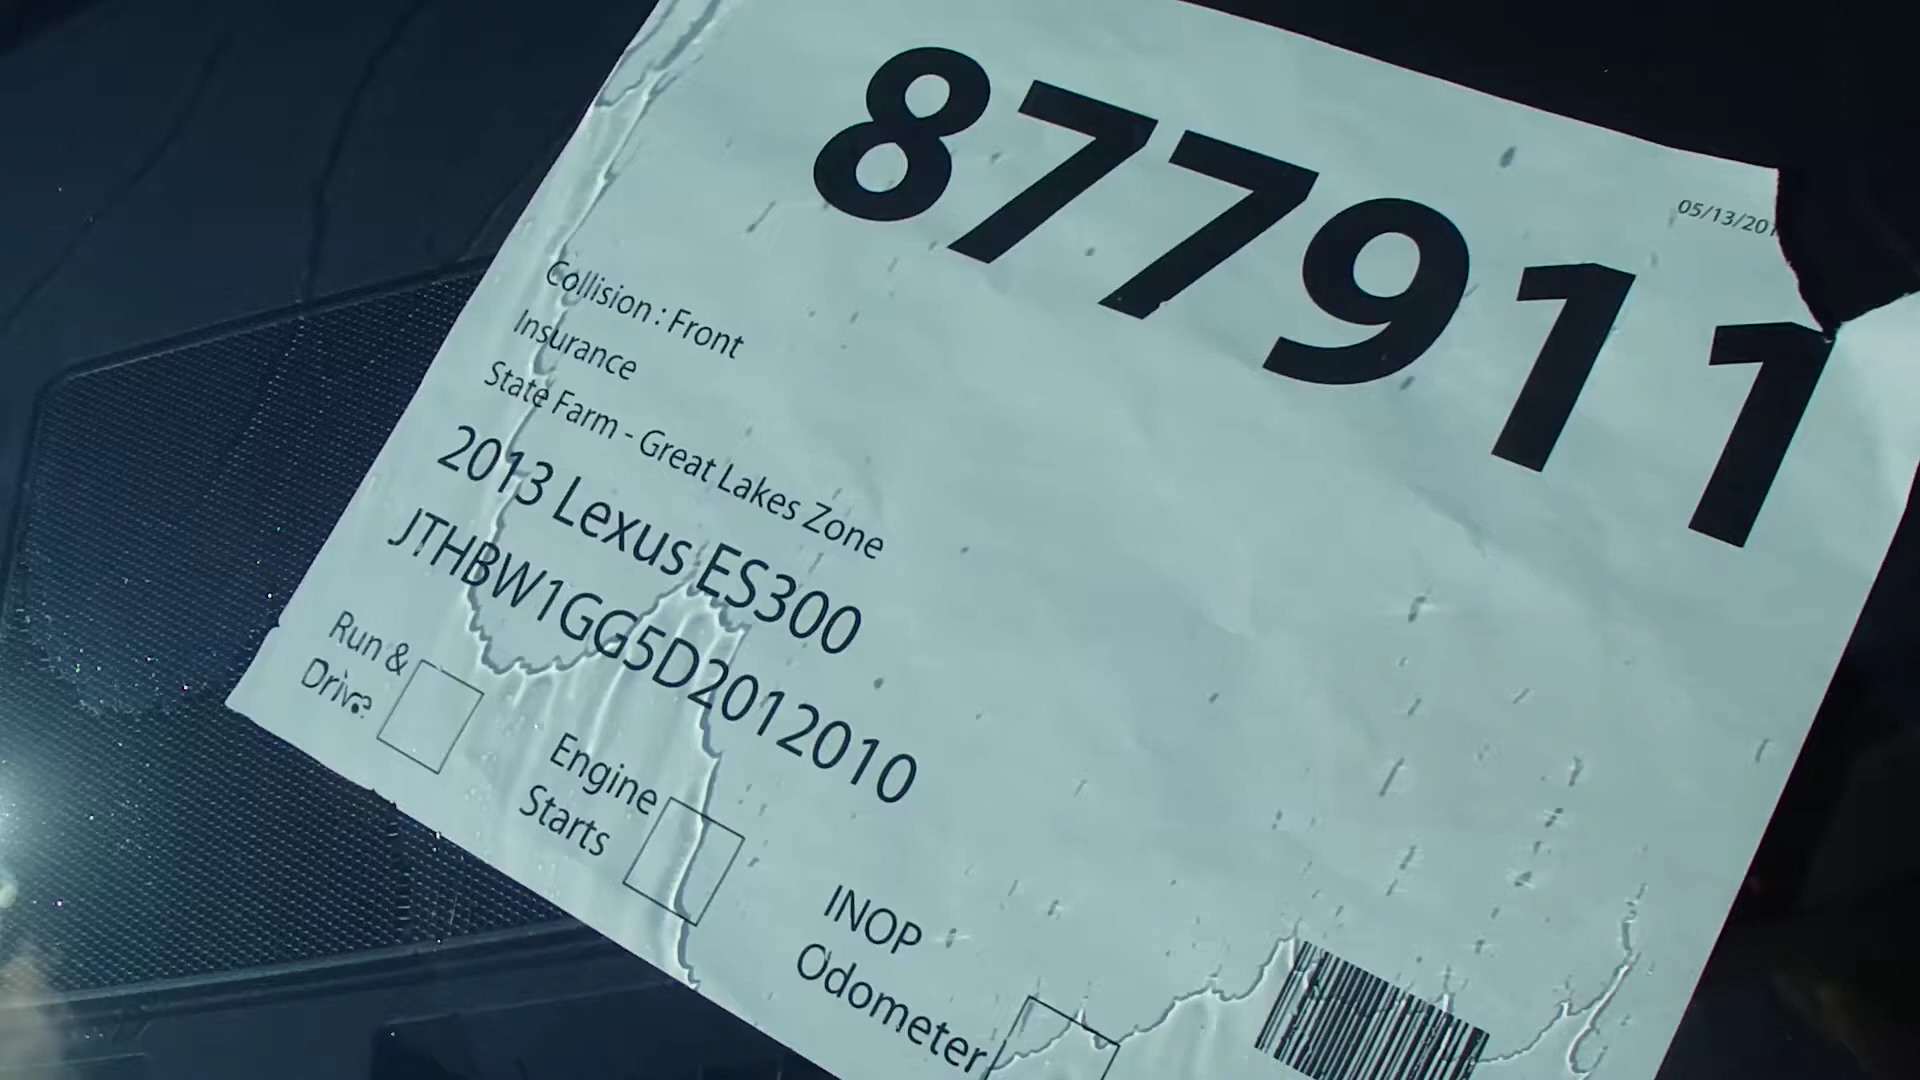 877911
05/13/201
Collision : Front
Insurance
State Farm - Great Lakes Zone
2013 Lexus ES300
JTHBW1GG5D2012010
Run &
Drive
Engine
Starts
INOP
Odometer